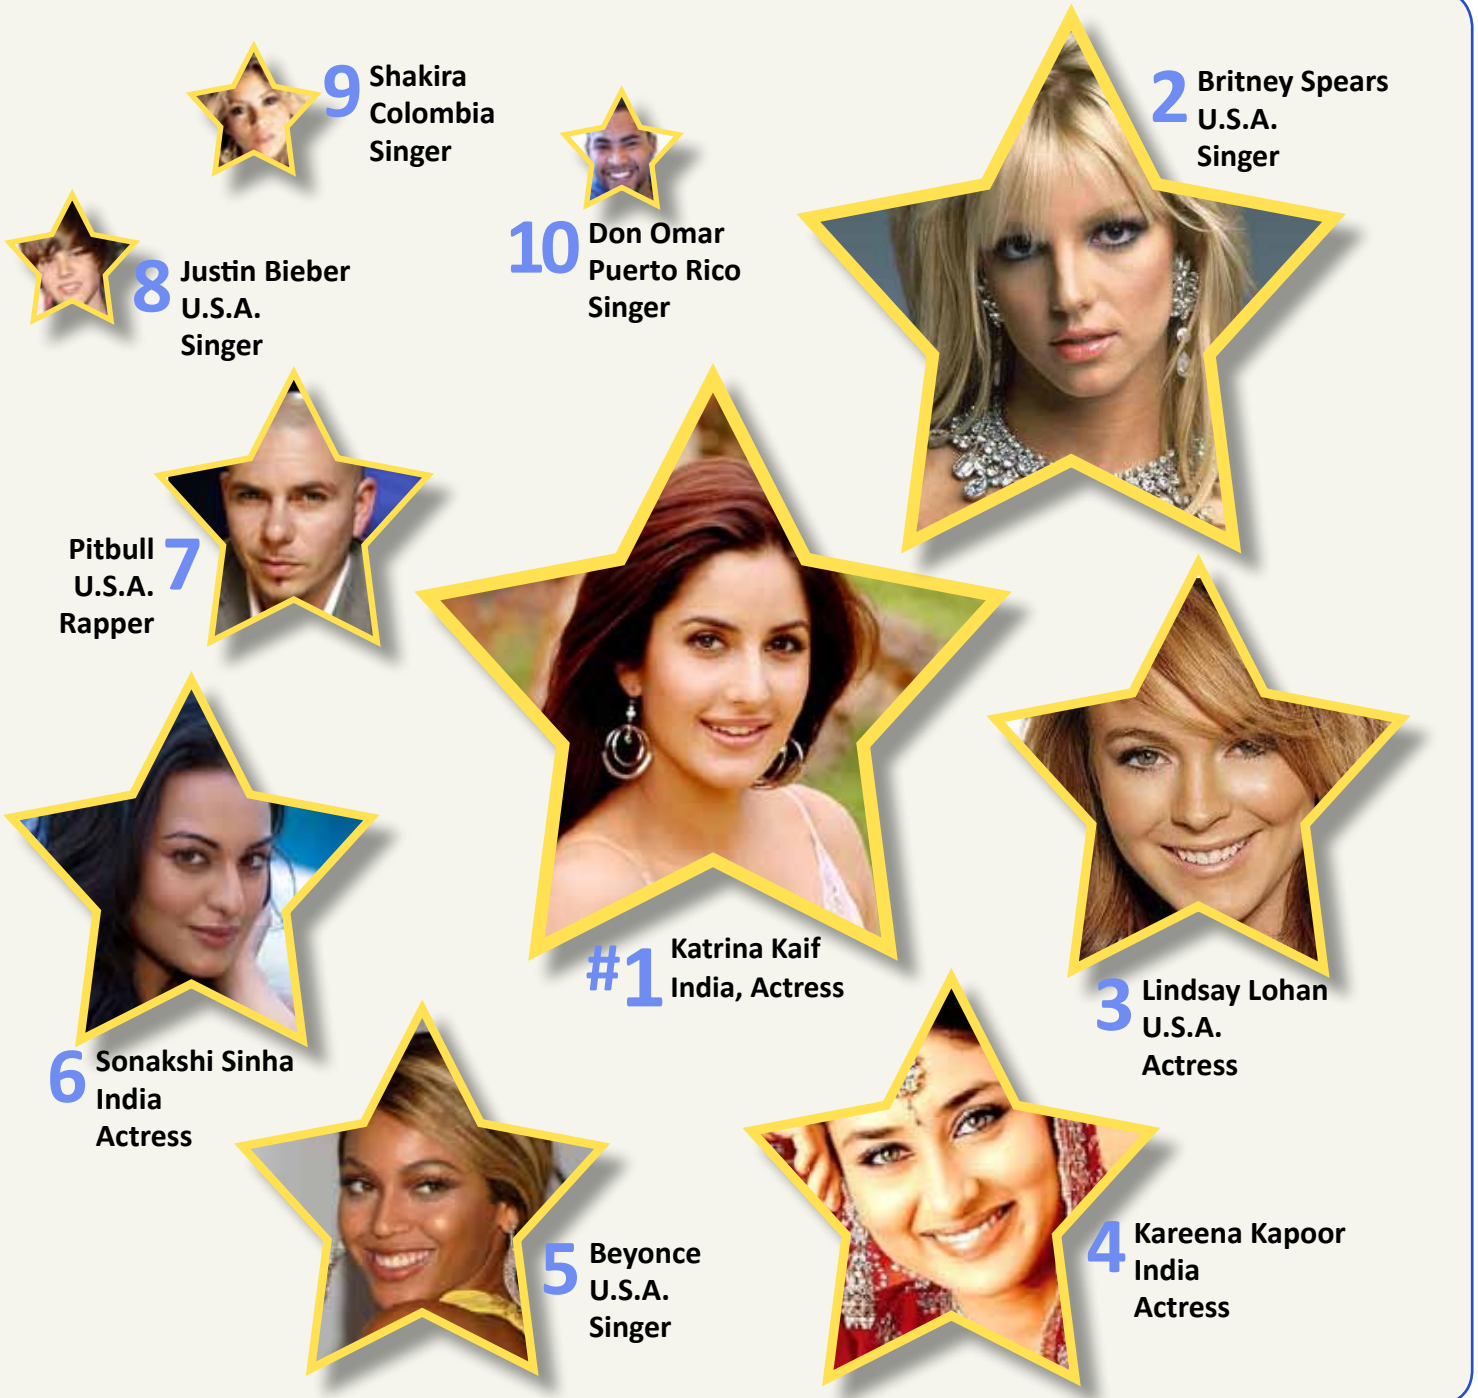 9 Shakira
Colombia
Singer
2 Britney Spears
U.S.A.
Singer
10 Don Omar
Puerto Rico
Singer
8 Justin Bieber
U.S.A.
Singer
Pitbull 7
U.S.A.
Rapper
#1 Katrina Kaif
India, Actress
3 Lindsay Lohan
U.S.A.
Actress
6 Sonakshi Sinha
India
Actress
5 Beyonce
U.S.A.
Singer
4 Kareena Kapoor
India
Actress